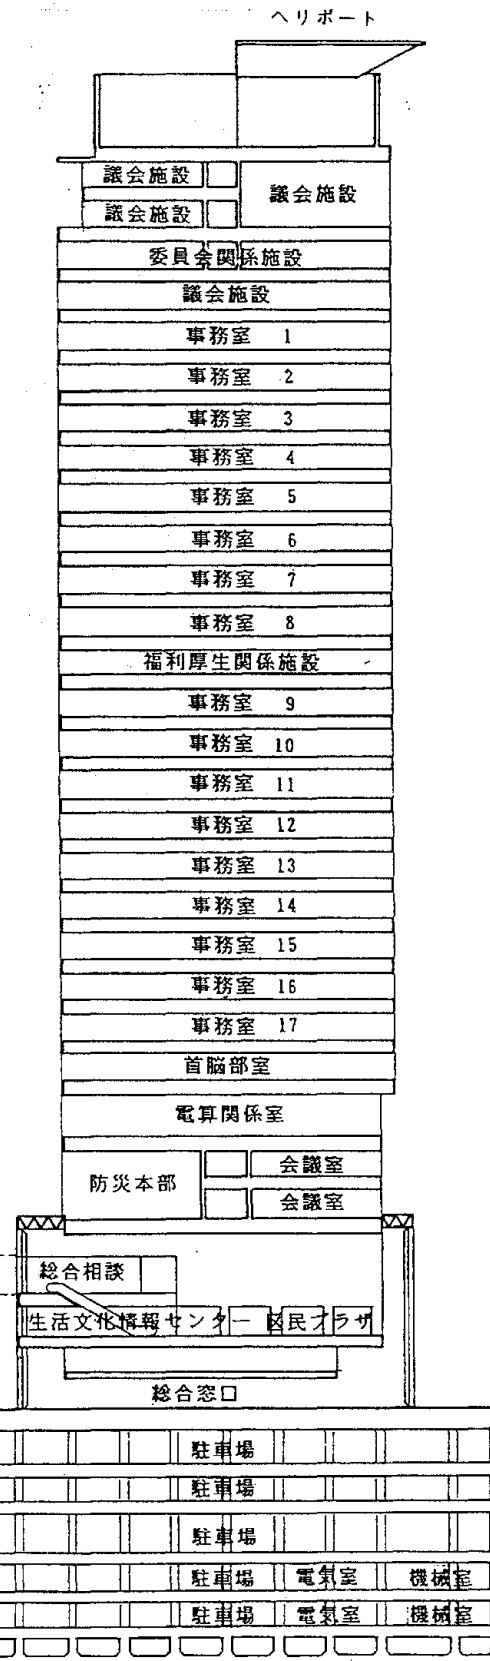 ヘリポート
議会施設
議会施設
議会施設
委員会関係施設
議会施設
事務室 1
事務室 2
事務室 3
事務室 4
事務室 5
事務室 6
事務室 7
事務室 8
福利厚生関係施設
事務室 9
事務室 10
事務室 11
事務室 12
事務室 13
事務室 14
事務室 15
事務室 16
事務室 17
首脳部室
電算関係室
防災本部
会議室
会議室
総合相談
生活文化情報センター 区民プラザ
総合窓口
駐車場
駐車場
駐車場
駐車場 電気室 機械室
駐車場 電気室 機械室